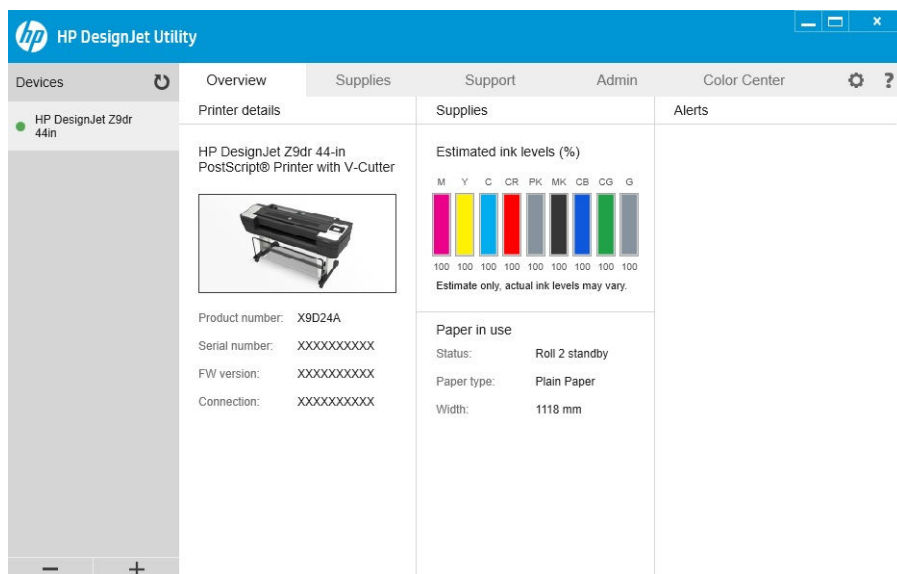 hp HP DesignJet Utility
Devices
HP DesignJet Z9dr
44in
Overview Supplies Support Admin Color Center ?
Printer details
HP DesignJet Z9dr 44-in
PostScript® Printer with V-Cutter
Product number: X9D24A
Serial number: XXXXXXXXXX
FW version: XXXXXXXXXX
Connection: XXXXXXXXXX
Supplies
Estimated ink levels (%)
M Y C CR PK MK CB CG G
100 100 100 100 100 100 100 100 100
Estimate only, actual ink levels may vary.
Paper in use
Status: Roll 2 standby
Paper type: Plain Paper
Width: 1118 mm
Alerts